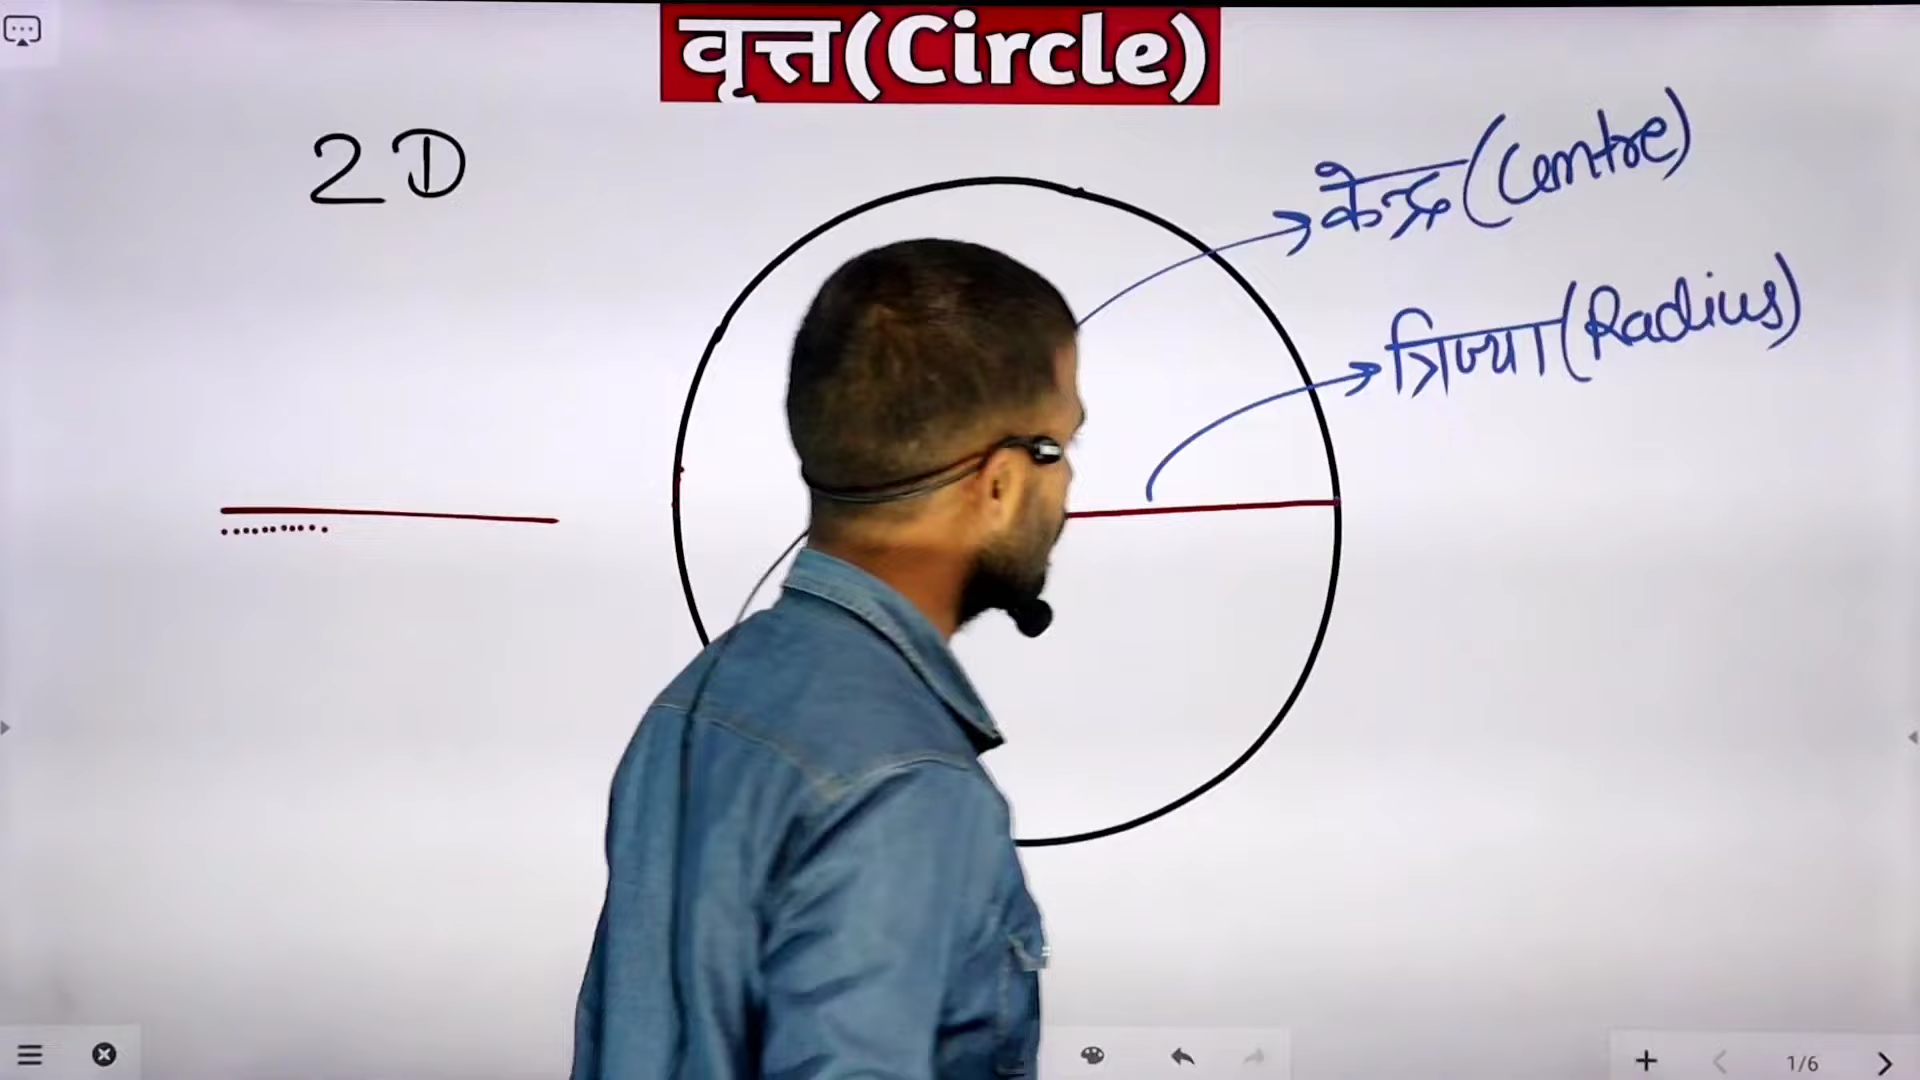 वृत्त(Circle)
2D
केन्द्र(Centre)
त्रिज्या(Radius)
1/6